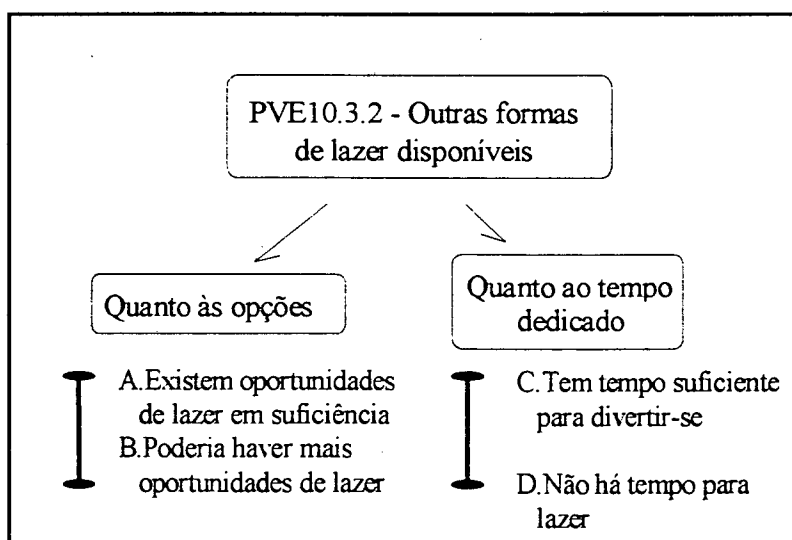 PVE10.3.2 - Outras formas
de lazer disponíveis
Quanto às opções
Quanto ao tempo
dedicado
A.Existem oportunidades
de lazer em suficiência
B.Poderia haver mais
oportunidades de lazer
C.Tem tempo suficiente
para divertir-se
D.Não há tempo para
lazer